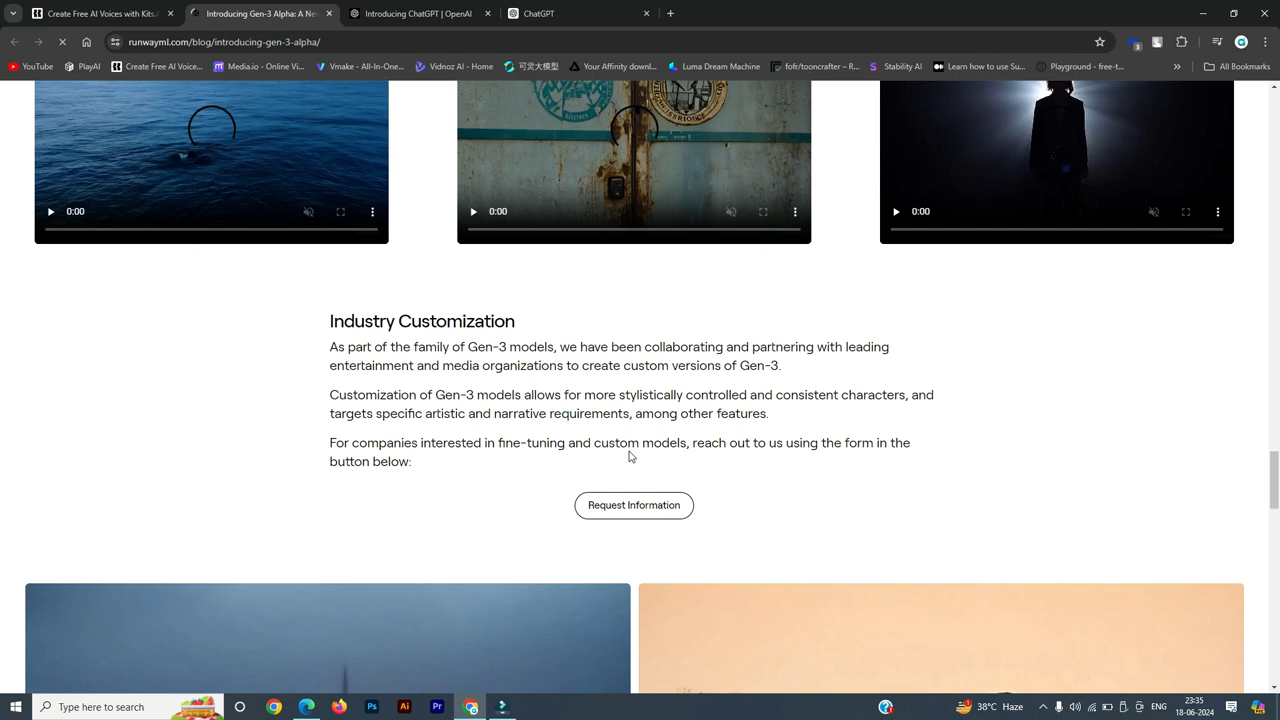 Create Free AI Voices with Kits.A
Introducing Gen-3 Alpha: A Ne
Introducing ChatGPT | OpenAI
ChatGPT
runwayml.com/blog/introducing-gen-3-alpha/
YouTube
PlayAI
Create Free AI Voice...
Media.io - Online Vi...
Vmake - All-In-One...
Vidnoz AI - Home
可灵大模型
Your Affinity downl...
Luma Dream Machine
fofr/tooncrafter – R...
Stability AI
Learn how to use Su...
Playground - free-t...
All Bookmarks
0:00
0:00
0:00
Industry Customization
As part of the family of Gen-3 models, we have been collaborating and partnering with leading
entertainment and media organizations to create custom versions of Gen-3.
Customization of Gen-3 models allows for more stylistically controlled and consistent characters, and
targets specific artistic and narrative requirements, among other features.
For companies interested in fine-tuning and custom models, reach out to us using the form in the
button below:
Request Information
Type here to search
Ps
Ai
Pr
38°C Haze
23:35
18-06-2024